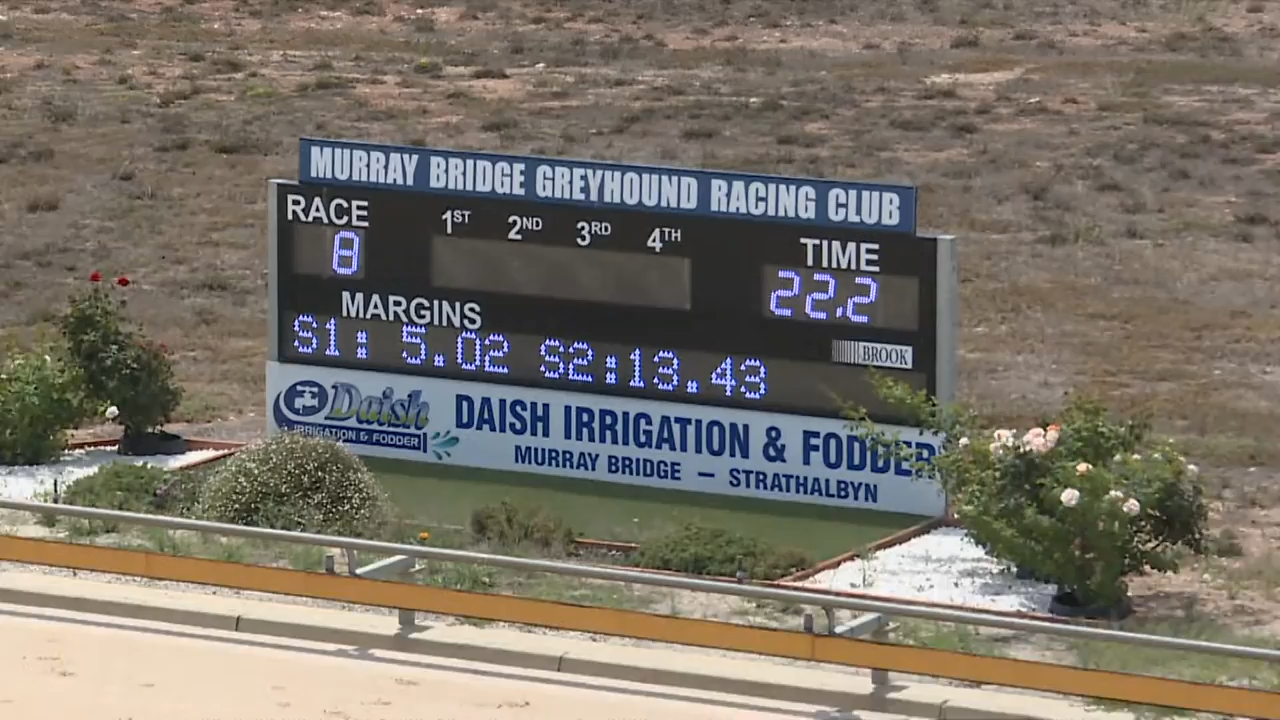 MURRAY BRIDGE GREYHOUND RACING CLUB
RACE 1ST 2ND 3RD 4TH TIME
8 22.2
MARGINS
S1: 5.02 S2:13.43
BROOK
Daish
IRRIGATION & FODDER
DAISH IRRIGATION & FODDER
MURRAY BRIDGE – STRATHALBYN